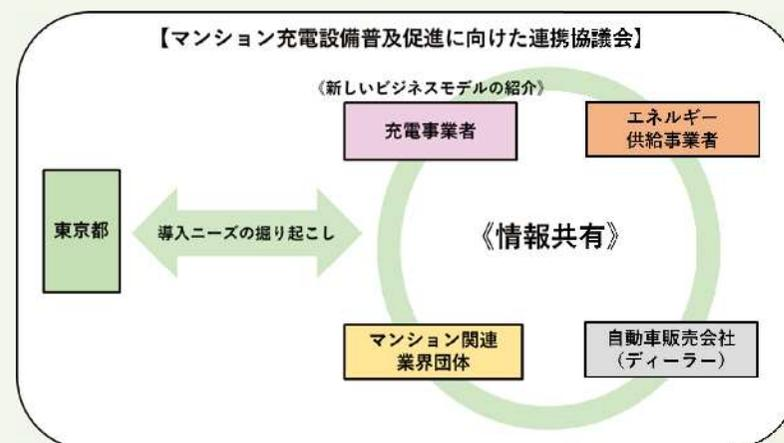 【マンション充電設備普及促進に向けた連携協議会】
《新しいビジネスモデルの紹介》
充電事業者
エネルギー
供給事業者
東京都
導入ニーズの掘り起こし
《情報共有》
マンション関連
業界団体
自動車販売会社
（ディーラー）